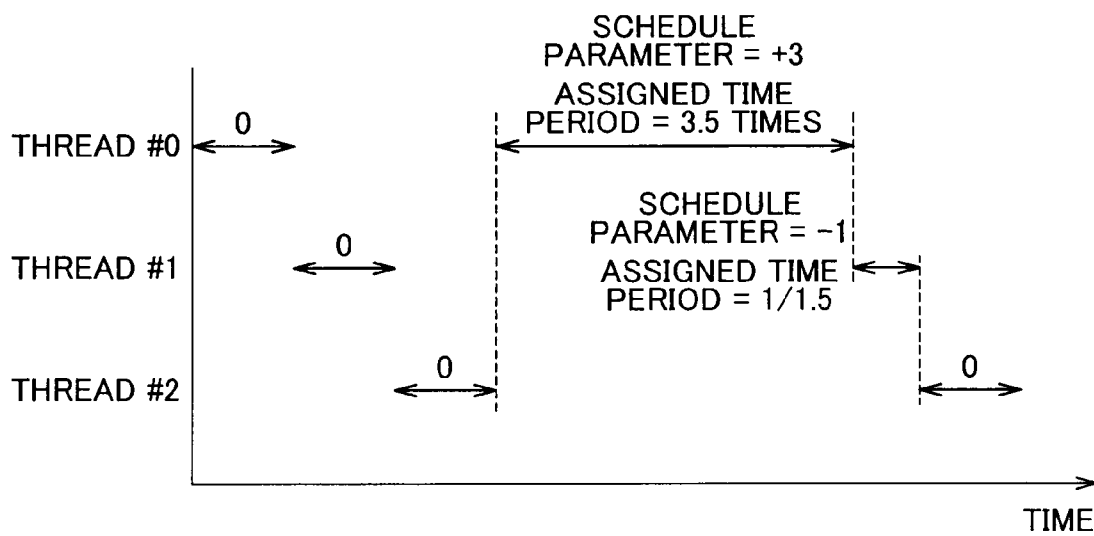 SCHEDULE
PARAMETER = +3
ASSIGNED TIME
PERIOD = 3.5 TIMES
THREAD #0
0
SCHEDULE
PARAMETER = -1
ASSIGNED TIME
PERIOD = 1/1.5
THREAD #1
0
THREAD #2
0
0
TIME